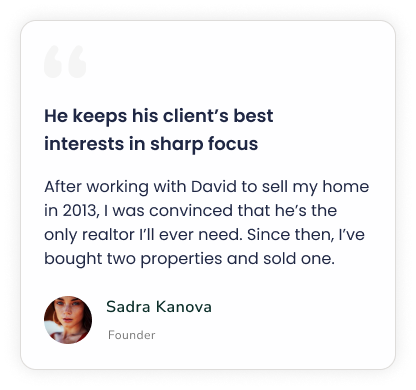 He keeps his client’s best
interests in sharp focus
After working with David to sell my home
in 2013, I was convinced that he’s the
only realtor I’ll ever need. Since then, I’ve
bought two properties and sold one.
Sadra Kanova
Founder